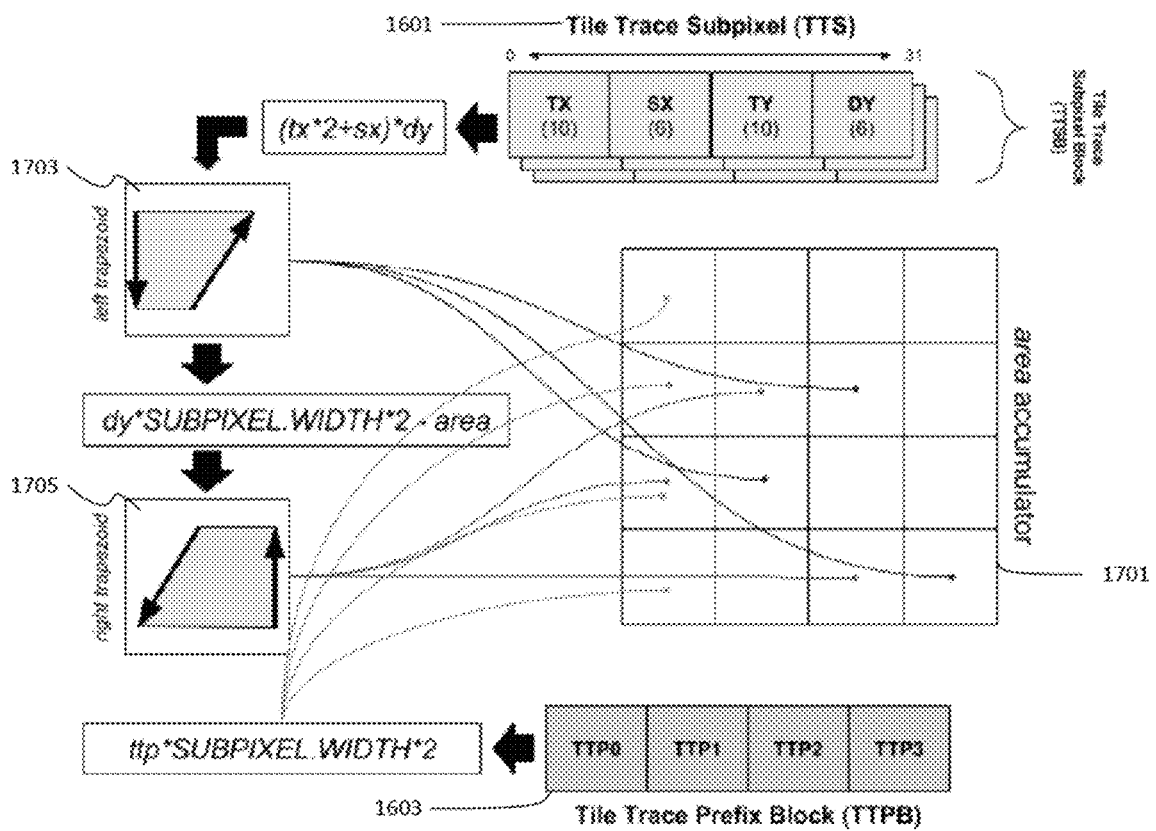 1601
Tile Trace Subpixel (TTS)
0
31
TX
(10)
SX
(6)
TY
(10)
DY
(6)
Tile Trace
Subpixel Block
(TTSB)
(tx*2+sx)*dy
1703
left trapezoid
dy*SUBPIXEL.WIDTH*2 - area
area accumulator
1705
right trapezoid
1701
ttp*SUBPIXEL.WIDTH*2
TTP0
TTP1
TTP2
TTP3
1603
Tile Trace Prefix Block (TTPB)